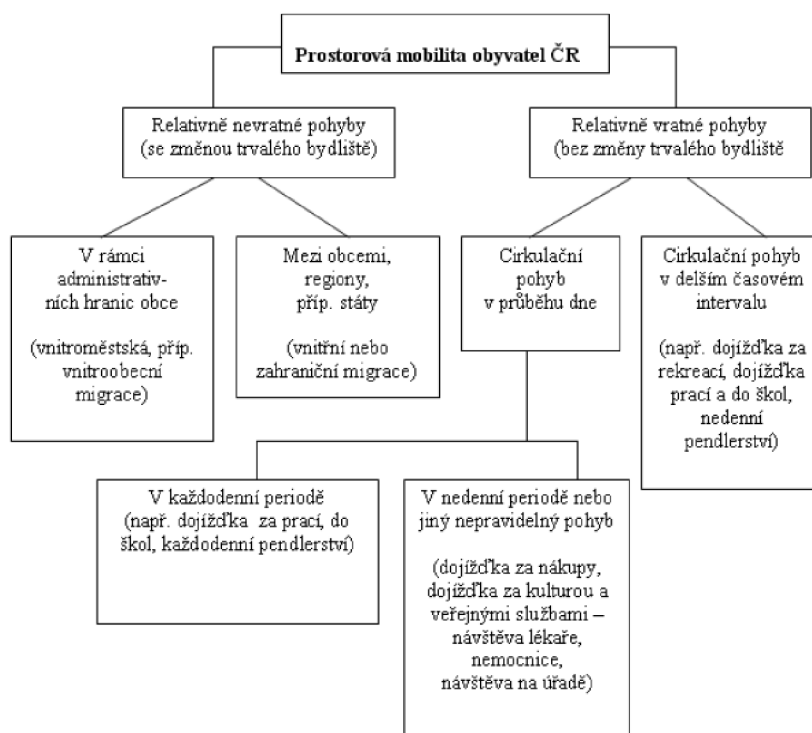 Prostorová mobilita obyvatel ČR
Relativně nevratné pohyby
(se změnou trvalého bydliště)
Relativně vratné pohyby
(bez změny trvalého bydliště
V rámci
administrativ-
ních hranic obce
(vnitroměstská, příp.
vnitroobecní
migrace)
Mezi obcemi,
regiony,
příp. státy
(vnitřní nebo
zahraniční migrace)
Cirkulační
pohyb
v průběhu dne
Cirkulační pohyb
v delším časovém
intervalu
(např. dojížďka za
rekreací, dojížďka
prací a do škol,
nedenní
pendlerství)
V každodenní periodě
(např. dojížďka za prací, do
škol, každodenní pendlerství)
V nedenní periodě nebo
jiný nepravidelný pohyb
(dojížďka za nákupy,
dojížďka za kulturou a
veřejnými službami –
návštěva lékaře,
nemocnice,
návštěva na úřadě)